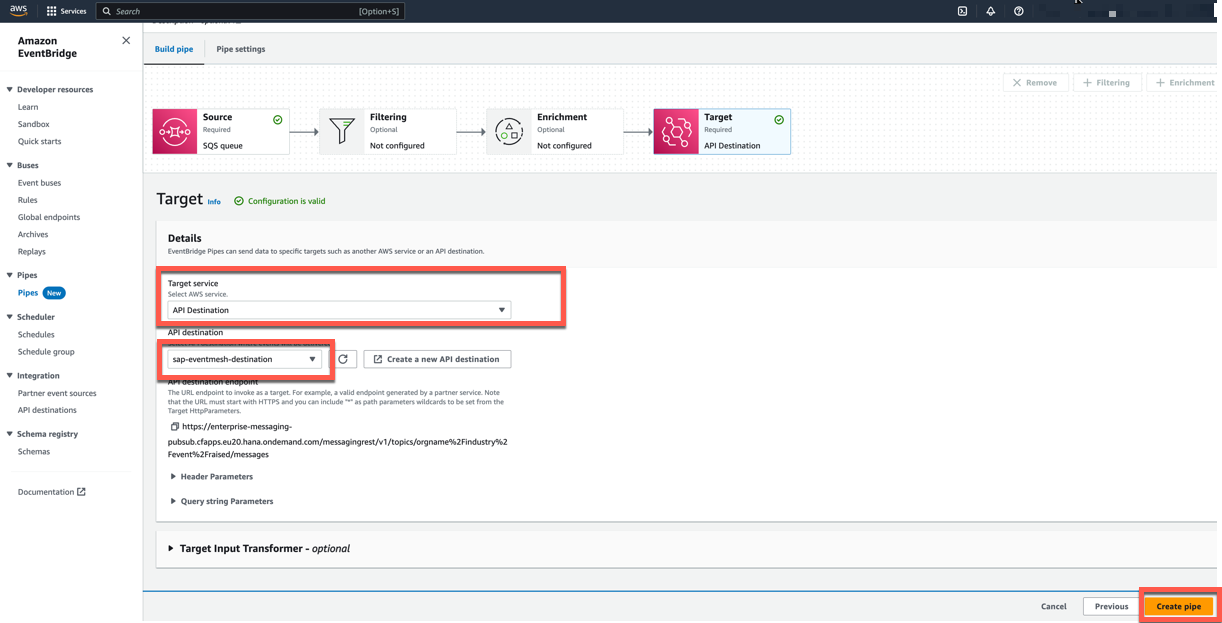 aws
Services
Search
[Option+S]
Amazon
EventBridge
Developer resources
Learn
Sandbox
Quick starts
Buses
Event buses
Rules
Global endpoints
Archives
Replays
Pipes
Pipes New
Scheduler
Schedules
Schedule group
Integration
Partner event sources
API destinations
Schema registry
Schemas
Documentation
Build pipe
Pipe settings
Remove
Filtering
Enrichment
Source
Required
SQS queue
Filtering
Optional
Not configured
Enrichment
Optional
Not configured
Target
Required
API Destination
Target Info
Configuration is valid
Details
EventBridge Pipes can send data to specific targets such as another AWS service or an API destination.
Target service
Select AWS service.
API Destination
API destination
sap-eventmesh-destination
Create a new API destination
API destination endpoint
The URL endpoint to invoke as a target. For example, a valid endpoint generated by a partner service. Note
that the URL must start with HTTPS and you can include "*" as path parameters wildcards to be set from the
Target HttpParameters.
https://enterprise-messaging-
pubsub.cfapps.eu20.hana.ondemand.com/messagingrest/v1/topics/orgname%2Findustry%2
Fevent%2Fraised/messages
Header Parameters
Query string Parameters
Target Input Transformer - optional
Cancel
Previous
Create pipe